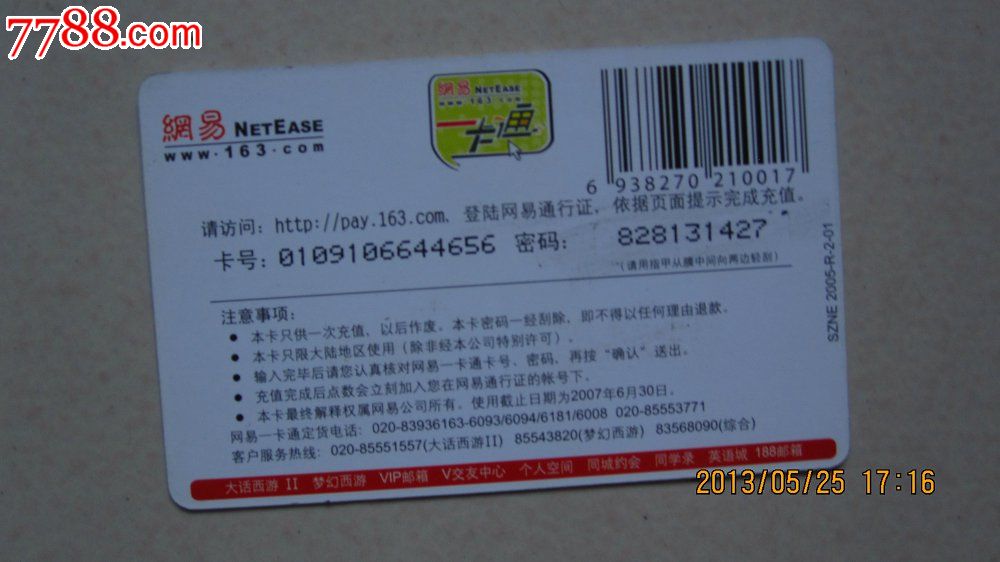 7788.com
網易 NETEASE
www.163.com
網易 NETEASE
www.163.com
一卡通
6 938270 210017
请访问：http://pay.163.com、登陆网易通行证，依据页面提示完成充值。
卡号：0109106644656 密码： 828131427
(请用指甲从膜中间向两边轻刮)
SZNE 2005-R-2-01
注意事项：
● 本卡只供一次充值，以后作废。本卡密码一经刮除，即不得以任何理由退款。
● 本卡只限大陆地区使用（除非经本公司特别许可）．
● 输入完毕后请您认真核对网易一卡通卡号、密码、再按“确认”送出。
● 充值完成后点数会立刻加入您在网易通行证的帐号下。
● 本卡最终解释权属网易公司所有。使用截止日期为2007年6月30日。
网易一卡通定货电话：020-83936163-6093/6094/6181/6008 020-85553771
客户服务热线：020-85551557(大话西游II) 85543820(梦幻西游) 83568090(综合)
大话西游 II 梦幻西游 VIP邮箱 V交友中心 个人空间 同城约会 同学录 英语城 188邮箱
2013/05/25 17:16